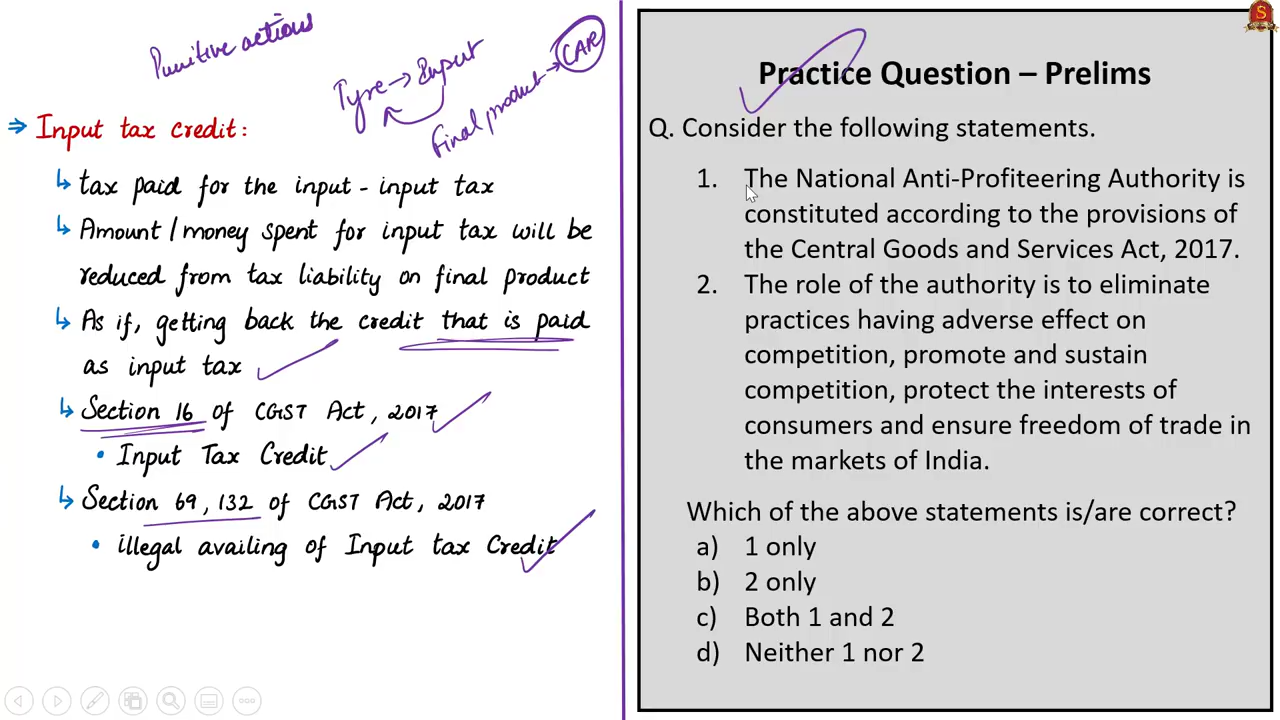 Punitive actions
Tyre → Input
Final product → CAR
⇒ Input tax credit:
↳ tax paid for the input - input tax
↳ Amount / money spent for input tax will be
reduced from tax liability on final product
↳ As if, getting back the credit that is paid
as input tax
↳ Section 16 of CGST Act, 2017
• Input Tax Credit
↳ Section 69, 132 of CGST Act, 2017
• illegal availing of Input tax Credit
S
Practice Question – Prelims
Q. Consider the following statements.
1. The National Anti-Profiteering Authority is
constituted according to the provisions of
the Central Goods and Services Act, 2017.
2. The role of the authority is to eliminate
practices having adverse effect on
competition, promote and sustain
competition, protect the interests of
consumers and ensure freedom of trade in
the markets of India.
Which of the above statements is/are correct?
a) 1 only
b) 2 only
c) Both 1 and 2
d) Neither 1 nor 2